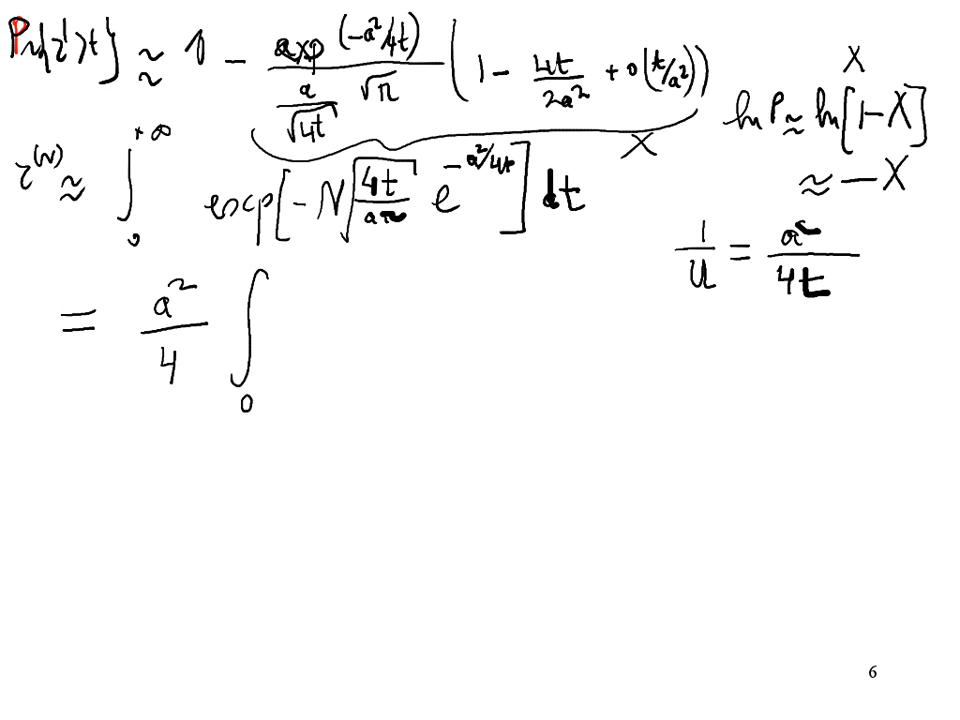 Pr{τ¹>t} ≈ 1 - exp(-a²/4t) / (a/√4t √π) (1 - 4t/2a² + o(t/a²))
X
X
ln P ≈ ln[1-X]
≈ -X
τ^(N) ≈ ∫₀^{+∞} exp[-N √(4t/aπ) e^{-a²/4t}] dt
1/u = a²/4t
= a²/4 ∫₀
6